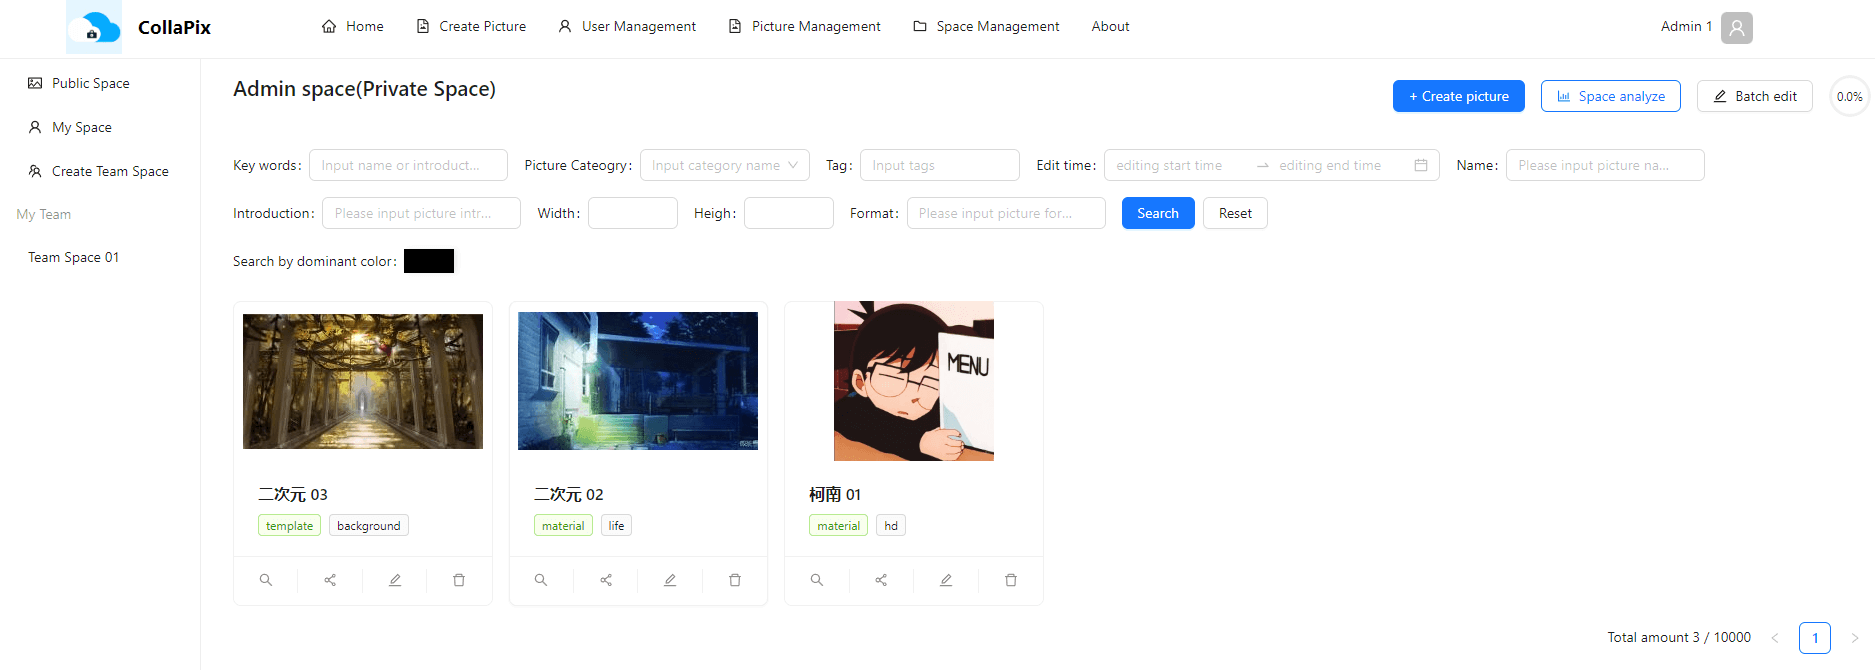 CollaPix
Home
Create Picture
User Management
Picture Management
Space Management
About
Admin 1
Public Space
My Space
Create Team Space
My Team
Team Space 01
Admin space(Private Space)
+ Create picture
Space analyze
Batch edit
0.0%
Key words:
Input name or introduct...
Picture Cateogry:
Input category name
Tag:
Input tags
Edit time:
editing start time
editing end time
Name:
Please input picture na...
Introduction:
Please input picture intr...
Width:
Heigh:
Format:
Please input picture for...
Search
Reset
Search by dominant color:
MENU
二次元 03
template
background
二次元 02
material
life
柯南 01
material
hd
Total amount 3 / 10000
1